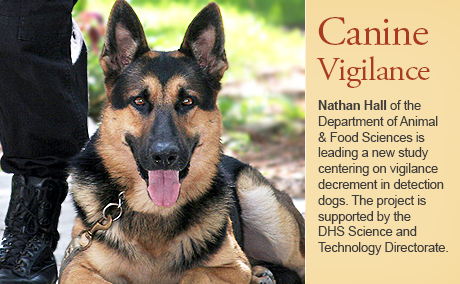 Canine
Vigilance
Nathan Hall of the
Department of Animal
& Food Sciences is
leading a new study
centering on vigilance
decrement in detection
dogs. The project is
supported by the
DHS Science and
Technology Directorate.